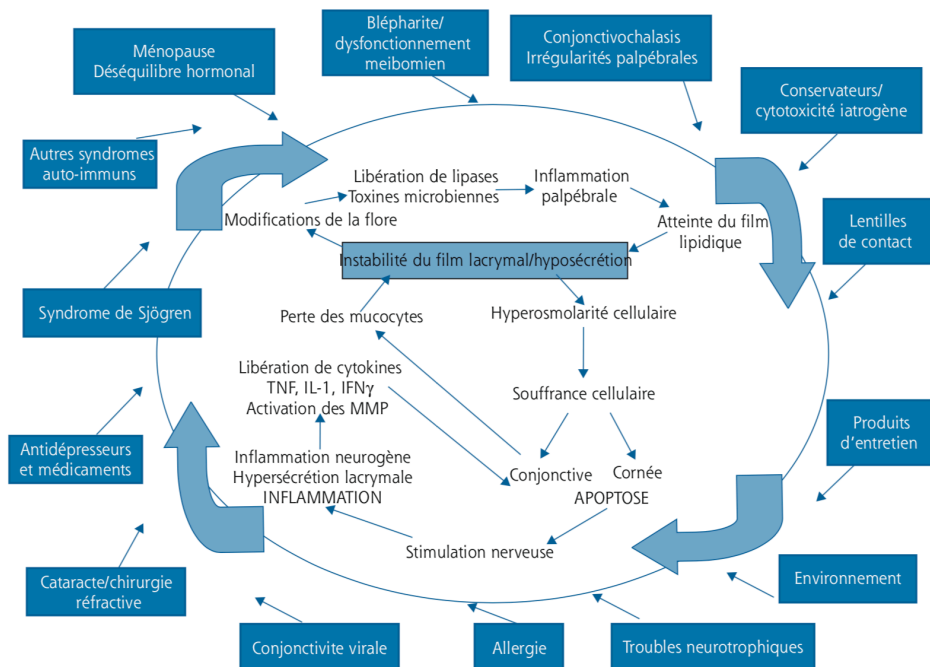 Blépharite/
dysfonctionnement
meibomien
Conjonctivochalasis
Irrégularités palpébrales
Ménopause
Déséquilibre hormonal
Conservateurs/
cytotoxicité iatrogène
Autres syndromes
auto-immuns
Libération de lipases
Toxines microbiennes
Inflammation
palpébrale
Modifications de la flore
Atteinte du film
lipidique
Lentilles
de contact
Instabilité du film lacrymal/hyposécrétion
Syndrome de Sjögren
Perte des mucocytes
Hyperosmolarité cellulaire
Libération de cytokines
TNF, IL-1, IFNγ
Activation des MMP
Souffrance cellulaire
Antidépresseurs
et médicaments
Produits
d'entretien
Inflammation neurogène
Hypersécrétion lacrymale
INFLAMMATION
Conjonctive
Cornée
APOPTOSE
Stimulation nerveuse
Cataracte/chirurgie
réfractive
Environnement
Conjonctivite virale
Allergie
Troubles neurotrophiques